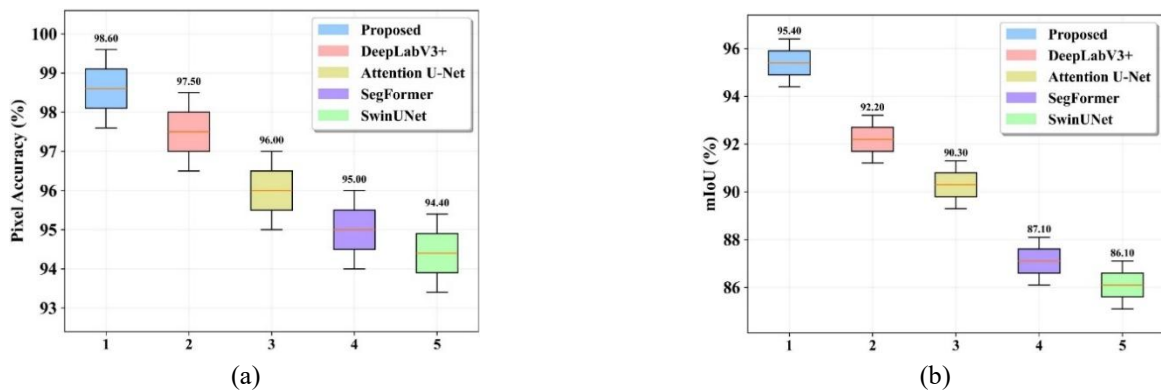 100
99
98
97
96
95
94
93
Pixel Accuracy (%)
98.60
97.50
96.00
95.00
94.40
Proposed
DeepLabV3+
Attention U-Net
SegFormer
SwinUNet
1 2 3 4 5
(a)
96
94
92
90
88
86
mIoU (%)
95.40
92.20
90.30
87.10
86.10
Proposed
DeepLabV3+
Attention U-Net
SegFormer
SwinUNet
1 2 3 4 5
(b)